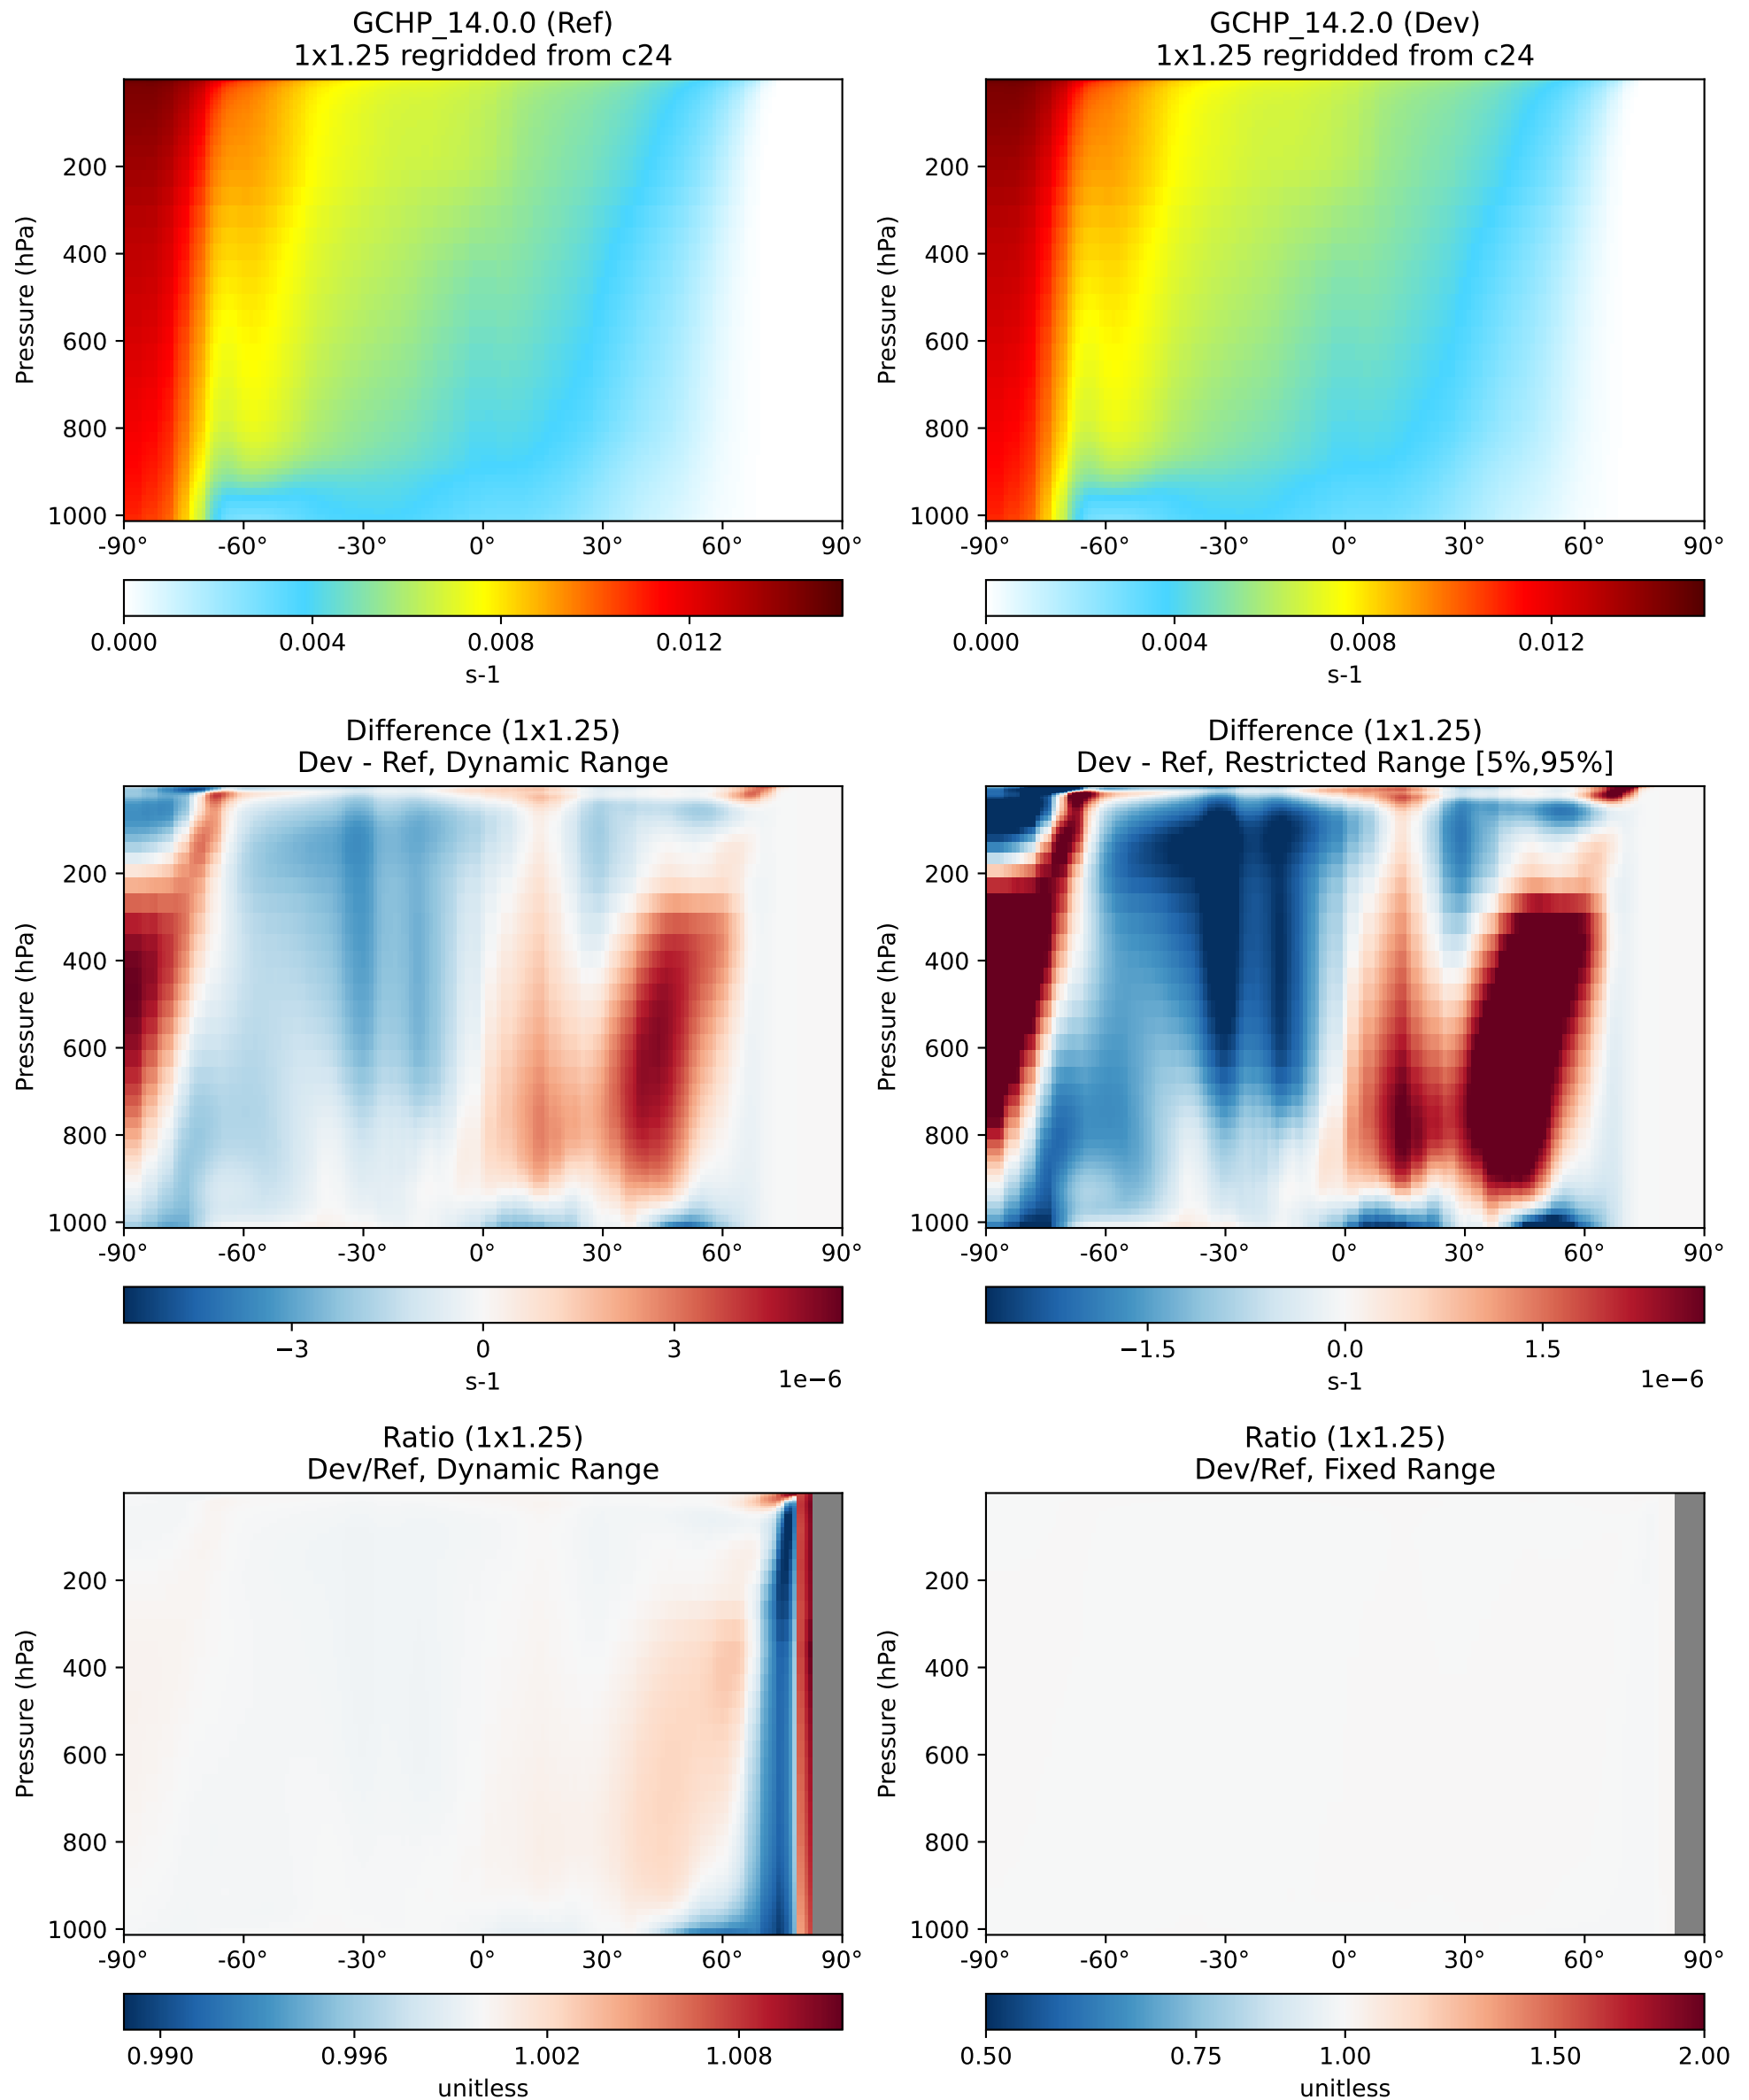 GCHP_14.0.0 (Ref)
1x1.25 regridded from c24
Pressure (hPa)
200
400
600
800
1000
-90° -60° -30° 0° 30° 60° 90°
0.000 0.004 0.008 0.012
s-1
GCHP_14.2.0 (Dev)
1x1.25 regridded from c24
Pressure (hPa)
200
400
600
800
1000
-90° -60° -30° 0° 30° 60° 90°
0.000 0.004 0.008 0.012
s-1
Difference (1x1.25)
Dev - Ref, Dynamic Range
Pressure (hPa)
200
400
600
800
1000
-90° -60° -30° 0° 30° 60° 90°
−3 0 3
s-1 1e−6
Difference (1x1.25)
Dev - Ref, Restricted Range [5%,95%]
Pressure (hPa)
200
400
600
800
1000
-90° -60° -30° 0° 30° 60° 90°
−1.5 0.0 1.5
s-1 1e−6
Ratio (1x1.25)
Dev/Ref, Dynamic Range
Pressure (hPa)
200
400
600
800
1000
-90° -60° -30° 0° 30° 60° 90°
0.990 0.996 1.002 1.008
unitless
Ratio (1x1.25)
Dev/Ref, Fixed Range
Pressure (hPa)
200
400
600
800
1000
-90° -60° -30° 0° 30° 60° 90°
0.50 0.75 1.00 1.50 2.00
unitless